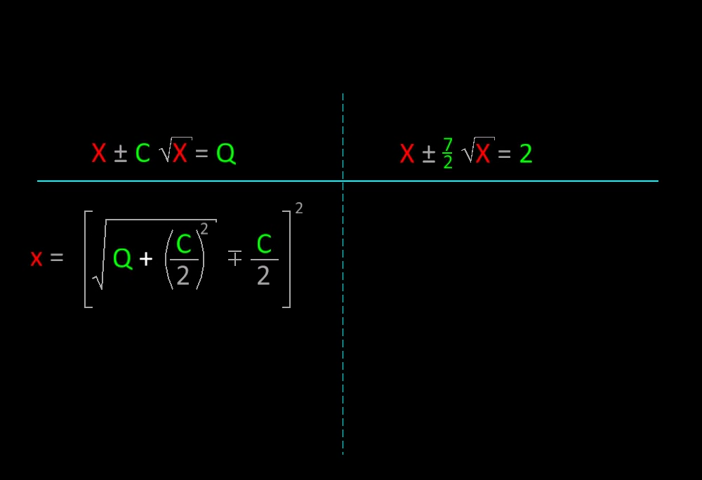 X ± C √X = Q
X ± 7/2 √X = 2
x = [√(Q + (C/2)²) ∓ C/2]²